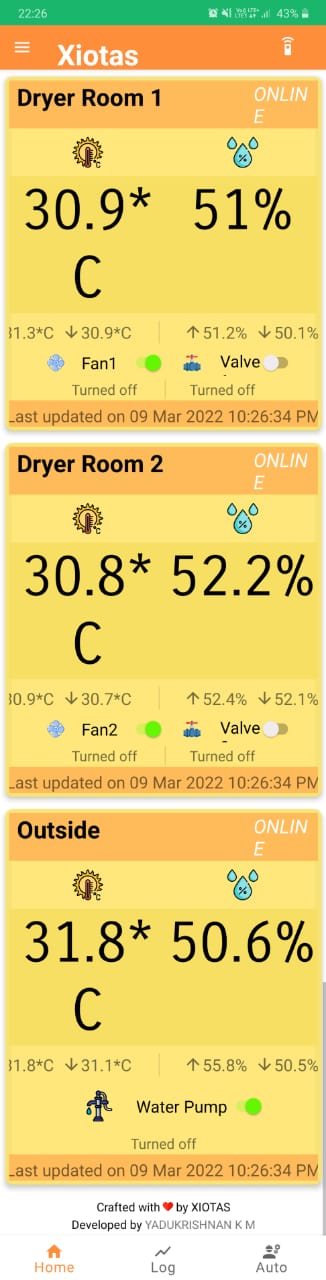 22:26
43%
Xiotas
Dryer Room 1
ONLIN
E
30.9* 51%
C
31.3*C ↓30.9*C ↑51.2% ↓50.1%
Fan1 Valve
Turned off Turned off
Last updated on 09 Mar 2022 10:26:34 PM
Dryer Room 2
ONLIN
E
30.8* 52.2%
C
30.9*C ↓30.7*C ↑52.4% ↓52.1%
Fan2 Valve
Turned off Turned off
Last updated on 09 Mar 2022 10:26:34 PM
Outside
ONLIN
E
31.8* 50.6%
C
31.8*C ↓31.1*C ↑55.8% ↓50.5%
Water Pump
Turned off
Last updated on 09 Mar 2022 10:26:34 PM
Crafted with ❤ by XIOTAS
Developed by YADUKRISHNAN K M
Home Log Auto